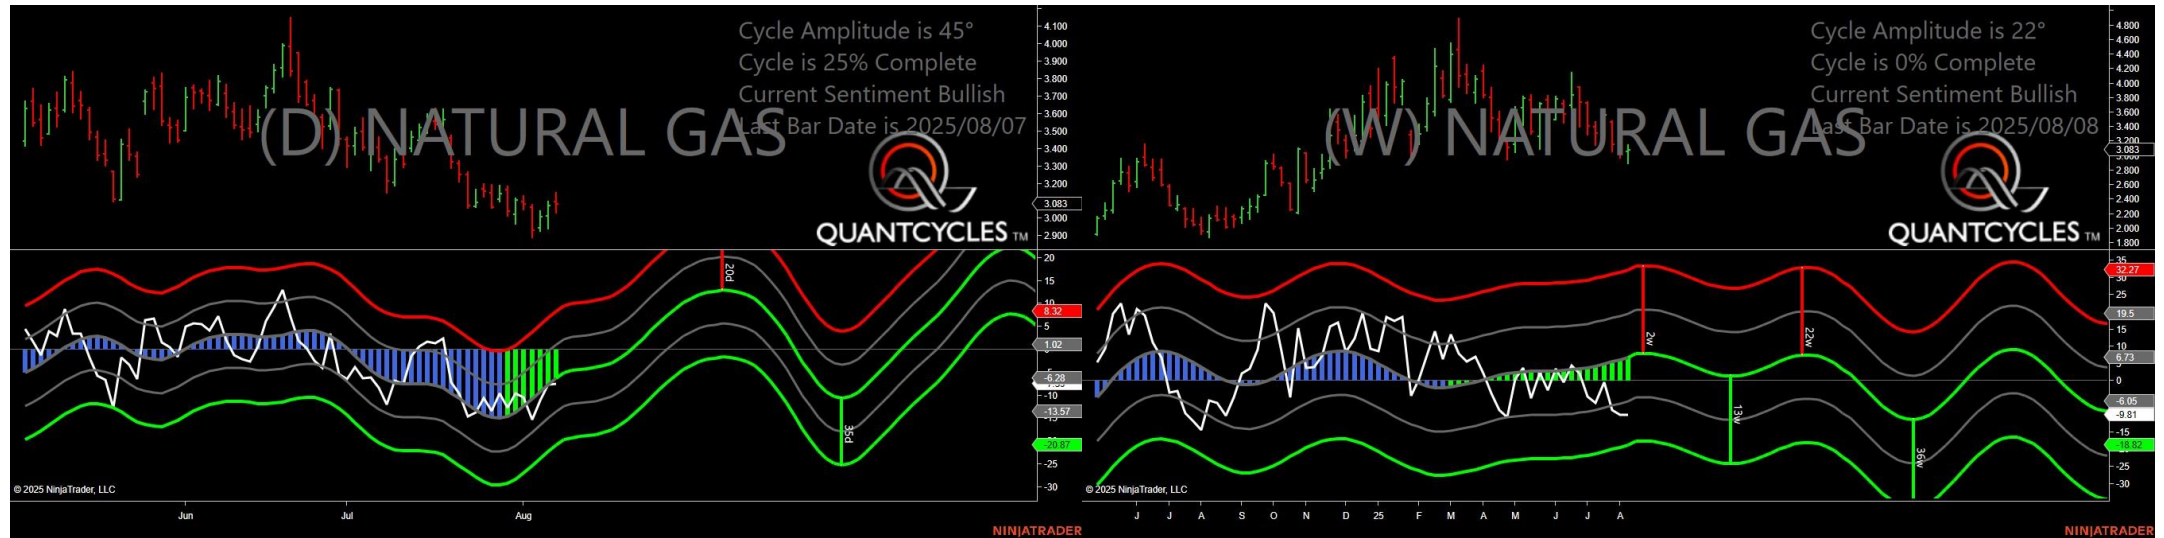 Cycle Amplitude is 45°
Cycle is 25% Complete
Current Sentiment Bullish
Last Bar Date is 2025/08/07
(D) NATURAL GAS
QUANTCYCLES TM
4.100
4.000
3.900
3.800
3.700
3.600
3.500
3.400
3.300
3.200
3.083
3.000
2.900
20d
35d
20
15
10
8.32
5
1.02
-6.28
-10
-13.57
-20.87
-25
-30
© 2025 NinjaTrader, LLC
Jun
Jul
Aug
NINJATRADER
Cycle Amplitude is 22°
Cycle is 0% Complete
Current Sentiment Bullish
Last Bar Date is 2025/08/08
(W) NATURAL GAS
QUANTCYCLES TM
4.800
4.600
4.400
4.200
4.000
3.800
3.600
3.400
3.083
2.800
2.600
2.400
2.200
2.000
1.800
2w
22w
13w
36w
35
32.27
25
19.5
15
10
6.73
0
-6.05
-9.81
-15
-18.82
-25
-30
© 2025 NinjaTrader, LLC
J
J
A
S
O
N
D
25
F
M
A
M
J
J
A
NINJATRADER